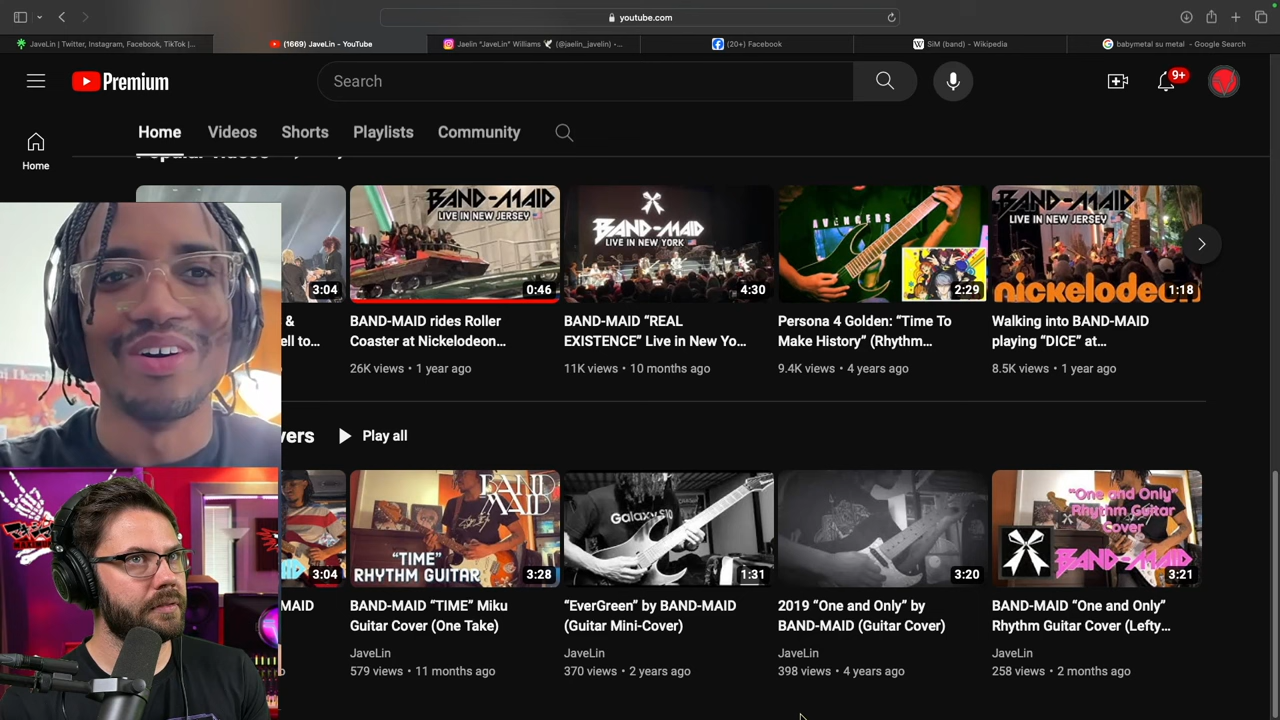 youtube.com
JaveLin | Twitter, Instagram, Facebook, TikTok |...
(1669) JaveLin - YouTube
Jaelin "JaveLin" Williams 🕊 (@jaelin_javelin) •...
(20+) Facebook
SiM (band) - Wikipedia
babymetal su metal - Google Search
Premium
Search
9+
Home
Videos
Shorts
Playlists
Community
Home
3:04
BAND-MAID
LIVE IN NEW JERSEY
0:46
BAND-MAID
LIVE IN NEW YORK
4:30
AVENGERS
2:29
BAND-MAID
LIVE IN NEW JERSEY
nickelodeon
1:18
&
ell to...
BAND-MAID rides Roller
Coaster at Nickelodeon...
26K views • 1 year ago
BAND-MAID “REAL
EXISTENCE” Live in New Yo...
11K views • 10 months ago
Persona 4 Golden: “Time To
Make History” (Rhythm...
9.4K views • 4 years ago
Walking into BAND-MAID
playing “DICE” at...
8.5K views • 1 year ago
vers
Play all
3:04
BAND
MAID
“TIME”
RHYTHM GUITAR
3:28
Galaxy S10
1:31
3:20
“One and Only”
Rhythm Guitar
Cover
BAND-MAID
3:21
MAID
BAND-MAID “TIME” Miku
Guitar Cover (One Take)
JaveLin
579 views • 11 months ago
“EverGreen” by BAND-MAID
(Guitar Mini-Cover)
JaveLin
370 views • 2 years ago
2019 “One and Only” by
BAND-MAID (Guitar Cover)
JaveLin
398 views • 4 years ago
BAND-MAID “One and Only”
Rhythm Guitar Cover (Lefty...
JaveLin
258 views • 2 months ago